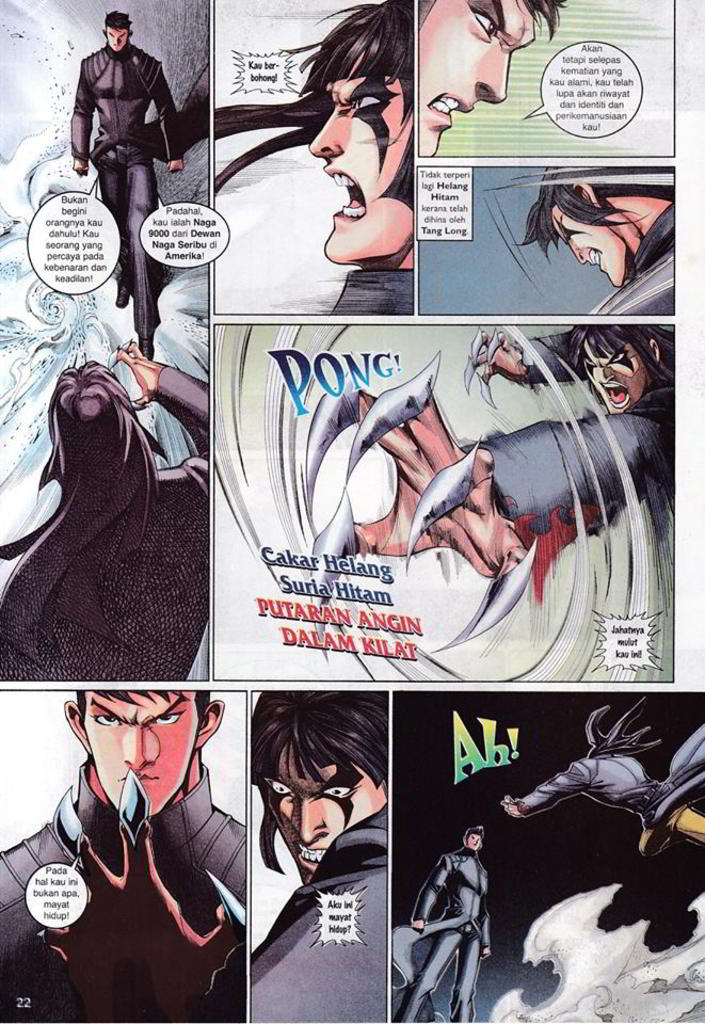 Bukan
begini
orangnya kau
dahulu! Kau
seorang yang
percaya pada
kebenaran dan
keadilan!
Padahal,
kau ialah Naga
9000 dari Dewan
Naga Seribu di
Amerika!
Kau ber-
bohong!
Akan
tetapi selepas
kematian yang
kau alami, kau telah
lupa akan riwayat
dan identiti dan
perikemanusiaan
kau!
Tidak terperi
lagi Helang
Hitam
kerana telah
dihina oleh
Tang Long.
PONG!
Cakar Helang
Suria Hitam
PUTARAN ANGIN
DALAM KILAT
Jahatnya
mulut
kau ini!
Pada
hal kau ini
bukan apa,
mayat
hidup!
Aku ini
mayat
hidup?
Ah!
22